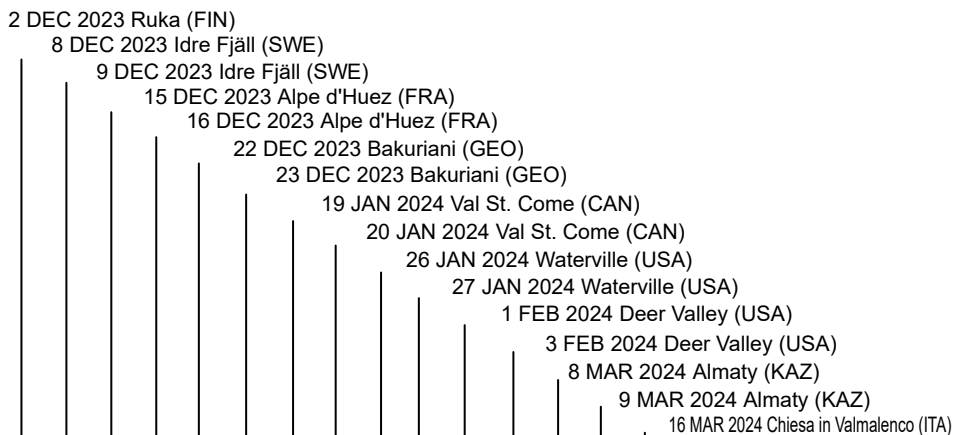 2 DEC 2023 Ruka (FIN)
8 DEC 2023 Idre Fjäll (SWE)
9 DEC 2023 Idre Fjäll (SWE)
15 DEC 2023 Alpe d'Huez (FRA)
16 DEC 2023 Alpe d'Huez (FRA)
22 DEC 2023 Bakuriani (GEO)
23 DEC 2023 Bakuriani (GEO)
19 JAN 2024 Val St. Come (CAN)
20 JAN 2024 Val St. Come (CAN)
26 JAN 2024 Waterville (USA)
27 JAN 2024 Waterville (USA)
1 FEB 2024 Deer Valley (USA)
3 FEB 2024 Deer Valley (USA)
8 MAR 2024 Almaty (KAZ)
9 MAR 2024 Almaty (KAZ)
16 MAR 2024 Chiesa in Valmalenco (ITA)